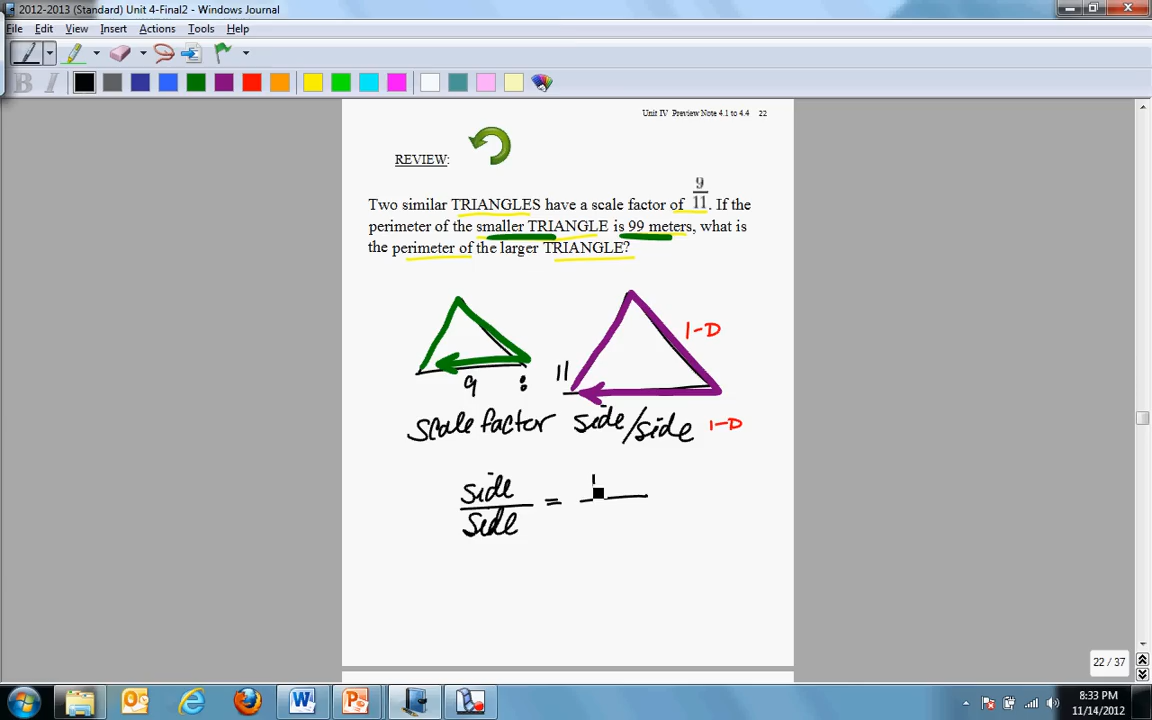 2012-2013 (Standard) Unit 4-Final2 - Windows Journal
File Edit View Insert Actions Tools Help
B I
Unit IV Preview Note 4.1 to 4.4 22
REVIEW:
Two similar TRIANGLES have a scale factor of 9/11. If the
perimeter of the smaller TRIANGLE is 99 meters, what is
the perimeter of the larger TRIANGLE?
1-D
9 : 11
scale factor side/side 1-D
side/side =
22 / 37
8:33 PM
11/14/2012